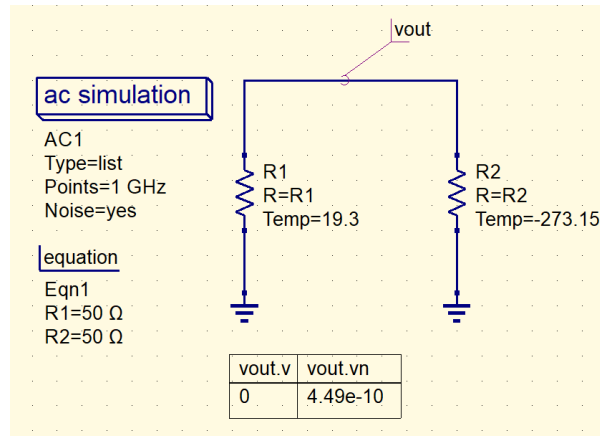 vout
ac simulation
AC1
Type=list
Points=1 GHz
Noise=yes
R1
R=R1
Temp=19.3
R2
R=R2
Temp=-273.15
equation
Eqn1
R1=50 Ω
R2=50 Ω
vout.v vout.vn
0 4.49e-10